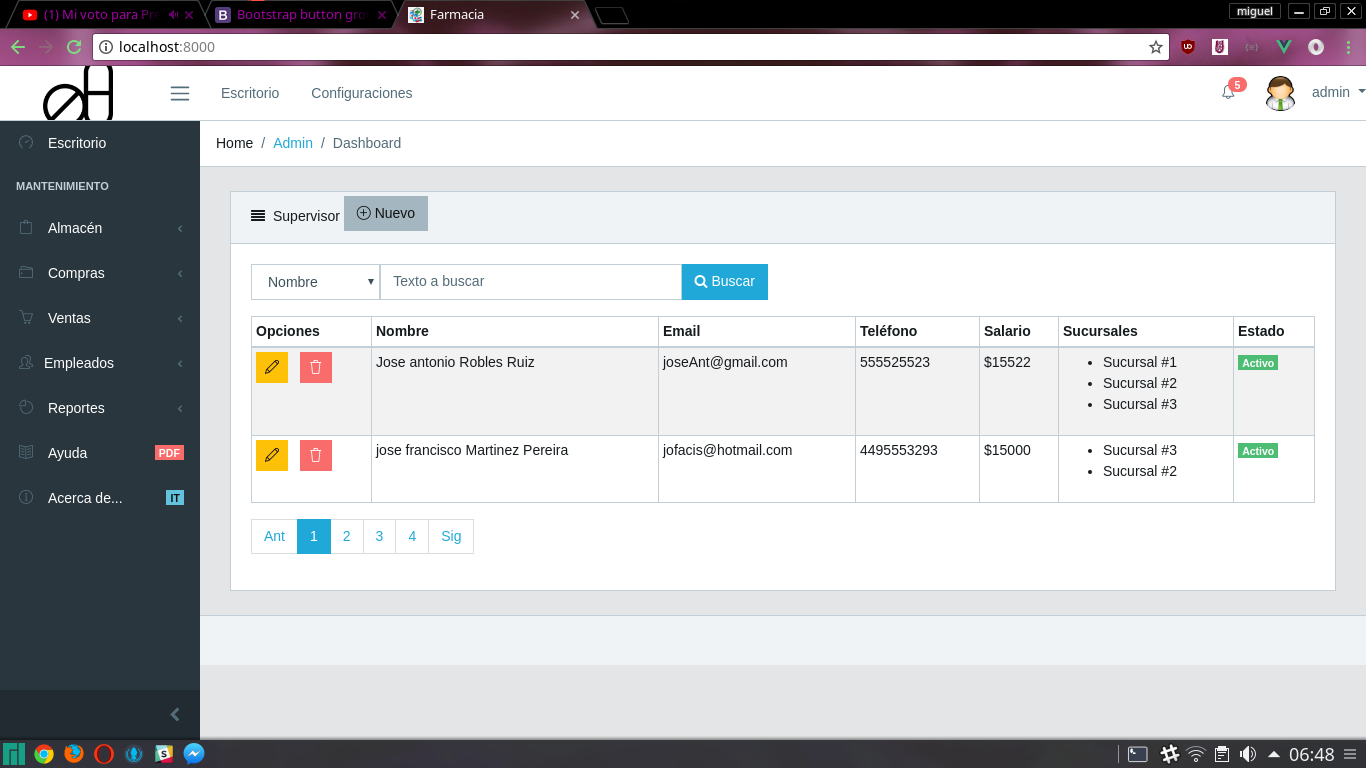 (1) Mi voto para Pre
Bootstrap button gro
Farmacia
miguel
localhost:8000
Escritorio
Configuraciones
5
admin
Escritorio
MANTENIMIENTO
Almacén
Compras
Ventas
Empleados
Reportes
Ayuda
PDF
Acerca de...
IT
Home / Admin / Dashboard
Supervisor
Nuevo
Nombre
Texto a buscar
Buscar
Opciones Nombre Email Teléfono Salario Sucursales Estado
Jose antonio Robles Ruiz joseAnt@gmail.com 555525523 $15522 Sucursal #1 Activo
Sucursal #2
Sucursal #3
jose francisco Martinez Pereira jofacis@hotmail.com 4495553293 $15000 Sucursal #3 Activo
Sucursal #2
Ant 1 2 3 4 Sig
06:48